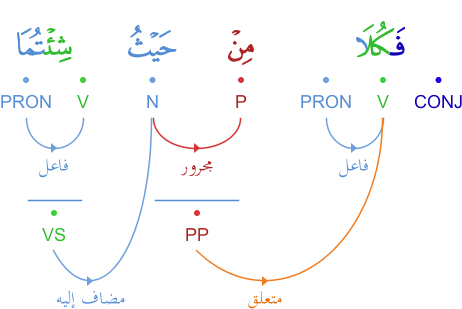 فَكُلَا مِنْ حَيْثُ شِئْتُمَا
CONJ V PRON P N V PRON
فاعل مجرور فاعل
PP VS
متعلق مضاف إليه